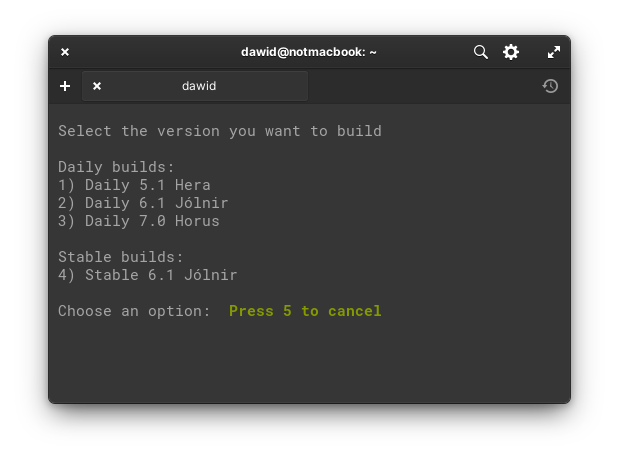 dawid@notmacbook: ~
dawid
Select the version you want to build
Daily builds:
1) Daily 5.1 Hera
2) Daily 6.1 Jólnir
3) Daily 7.0 Horus
Stable builds:
4) Stable 6.1 Jólnir
Choose an option:  Press 5 to cancel